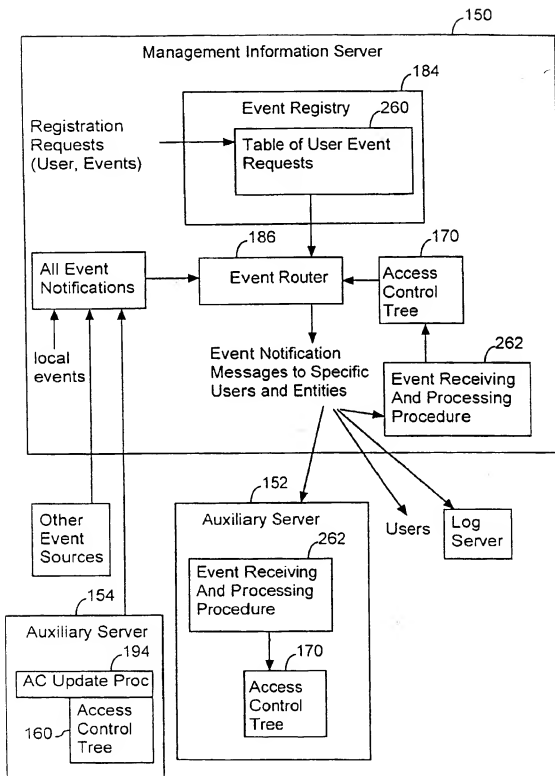 150
Management Information Server
184
Event Registry
260
Registration
Requests
(User, Events)
Table of User Event
Requests
186
170
All Event
Notifications
Event Router
Access
Control
Tree
local
events
262
Event Notification
Messages to Specific
Users and Entities
Event Receiving
And Processing
Procedure
152
Other
Event
Sources
Auxiliary Server
Users
Log
Server
262
Event Receiving
And Processing
Procedure
154
Auxiliary Server
194
AC Update Proc
170
Access
Control
Tree
160
Access
Control
Tree